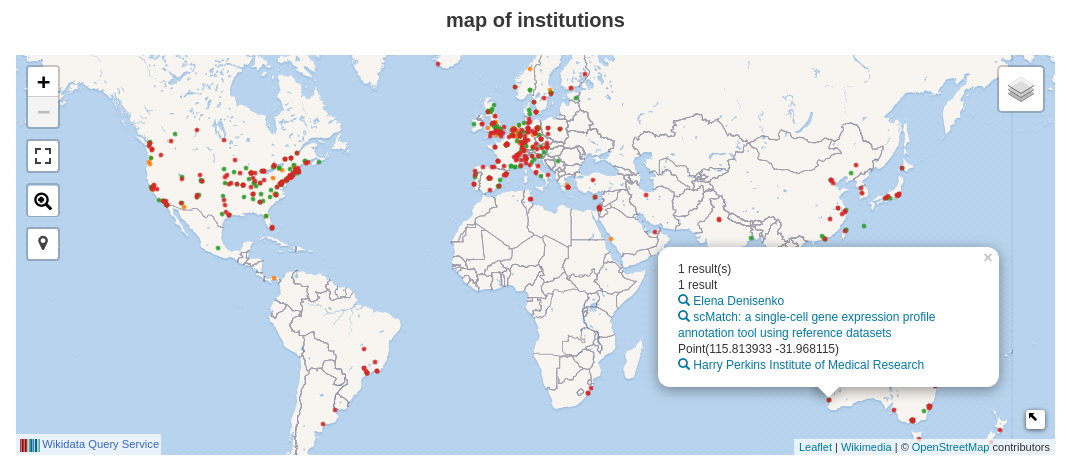 map of institutions
+
−
1 result(s)
×
1 result
Elena Denisenko
scMatch: a single-cell gene expression profile
annotation tool using reference datasets
Point(115.813933 -31.968115)
Harry Perkins Institute of Medical Research
Wikidata Query Service
Leaflet | Wikimedia | © OpenStreetMap contributors